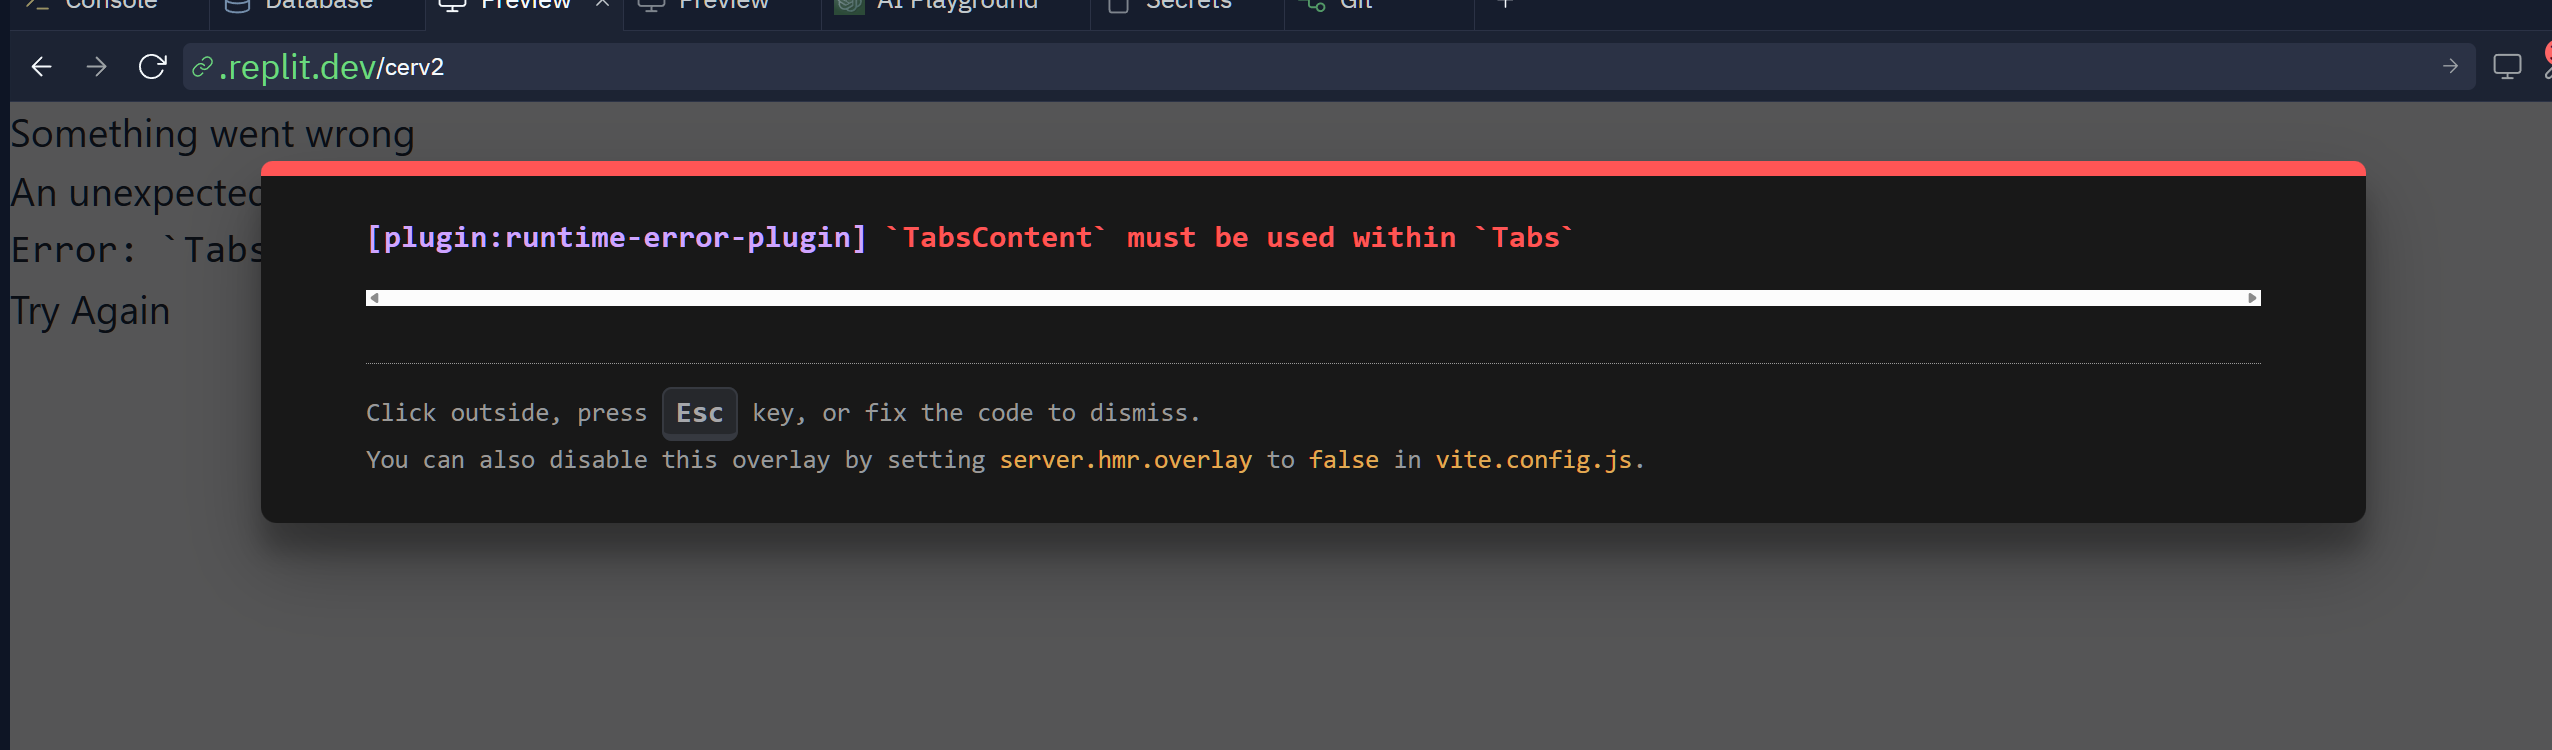 Console Database Preview Preview AI Playground Secrets Git
.replit.dev/cerv2
Something went wrong
An unexpected
Error: `Tabs
Try Again
[plugin:runtime-error-plugin] `TabsContent` must be used within `Tabs`
Click outside, press Esc key, or fix the code to dismiss.
You can also disable this overlay by setting server.hmr.overlay to false in vite.config.js.